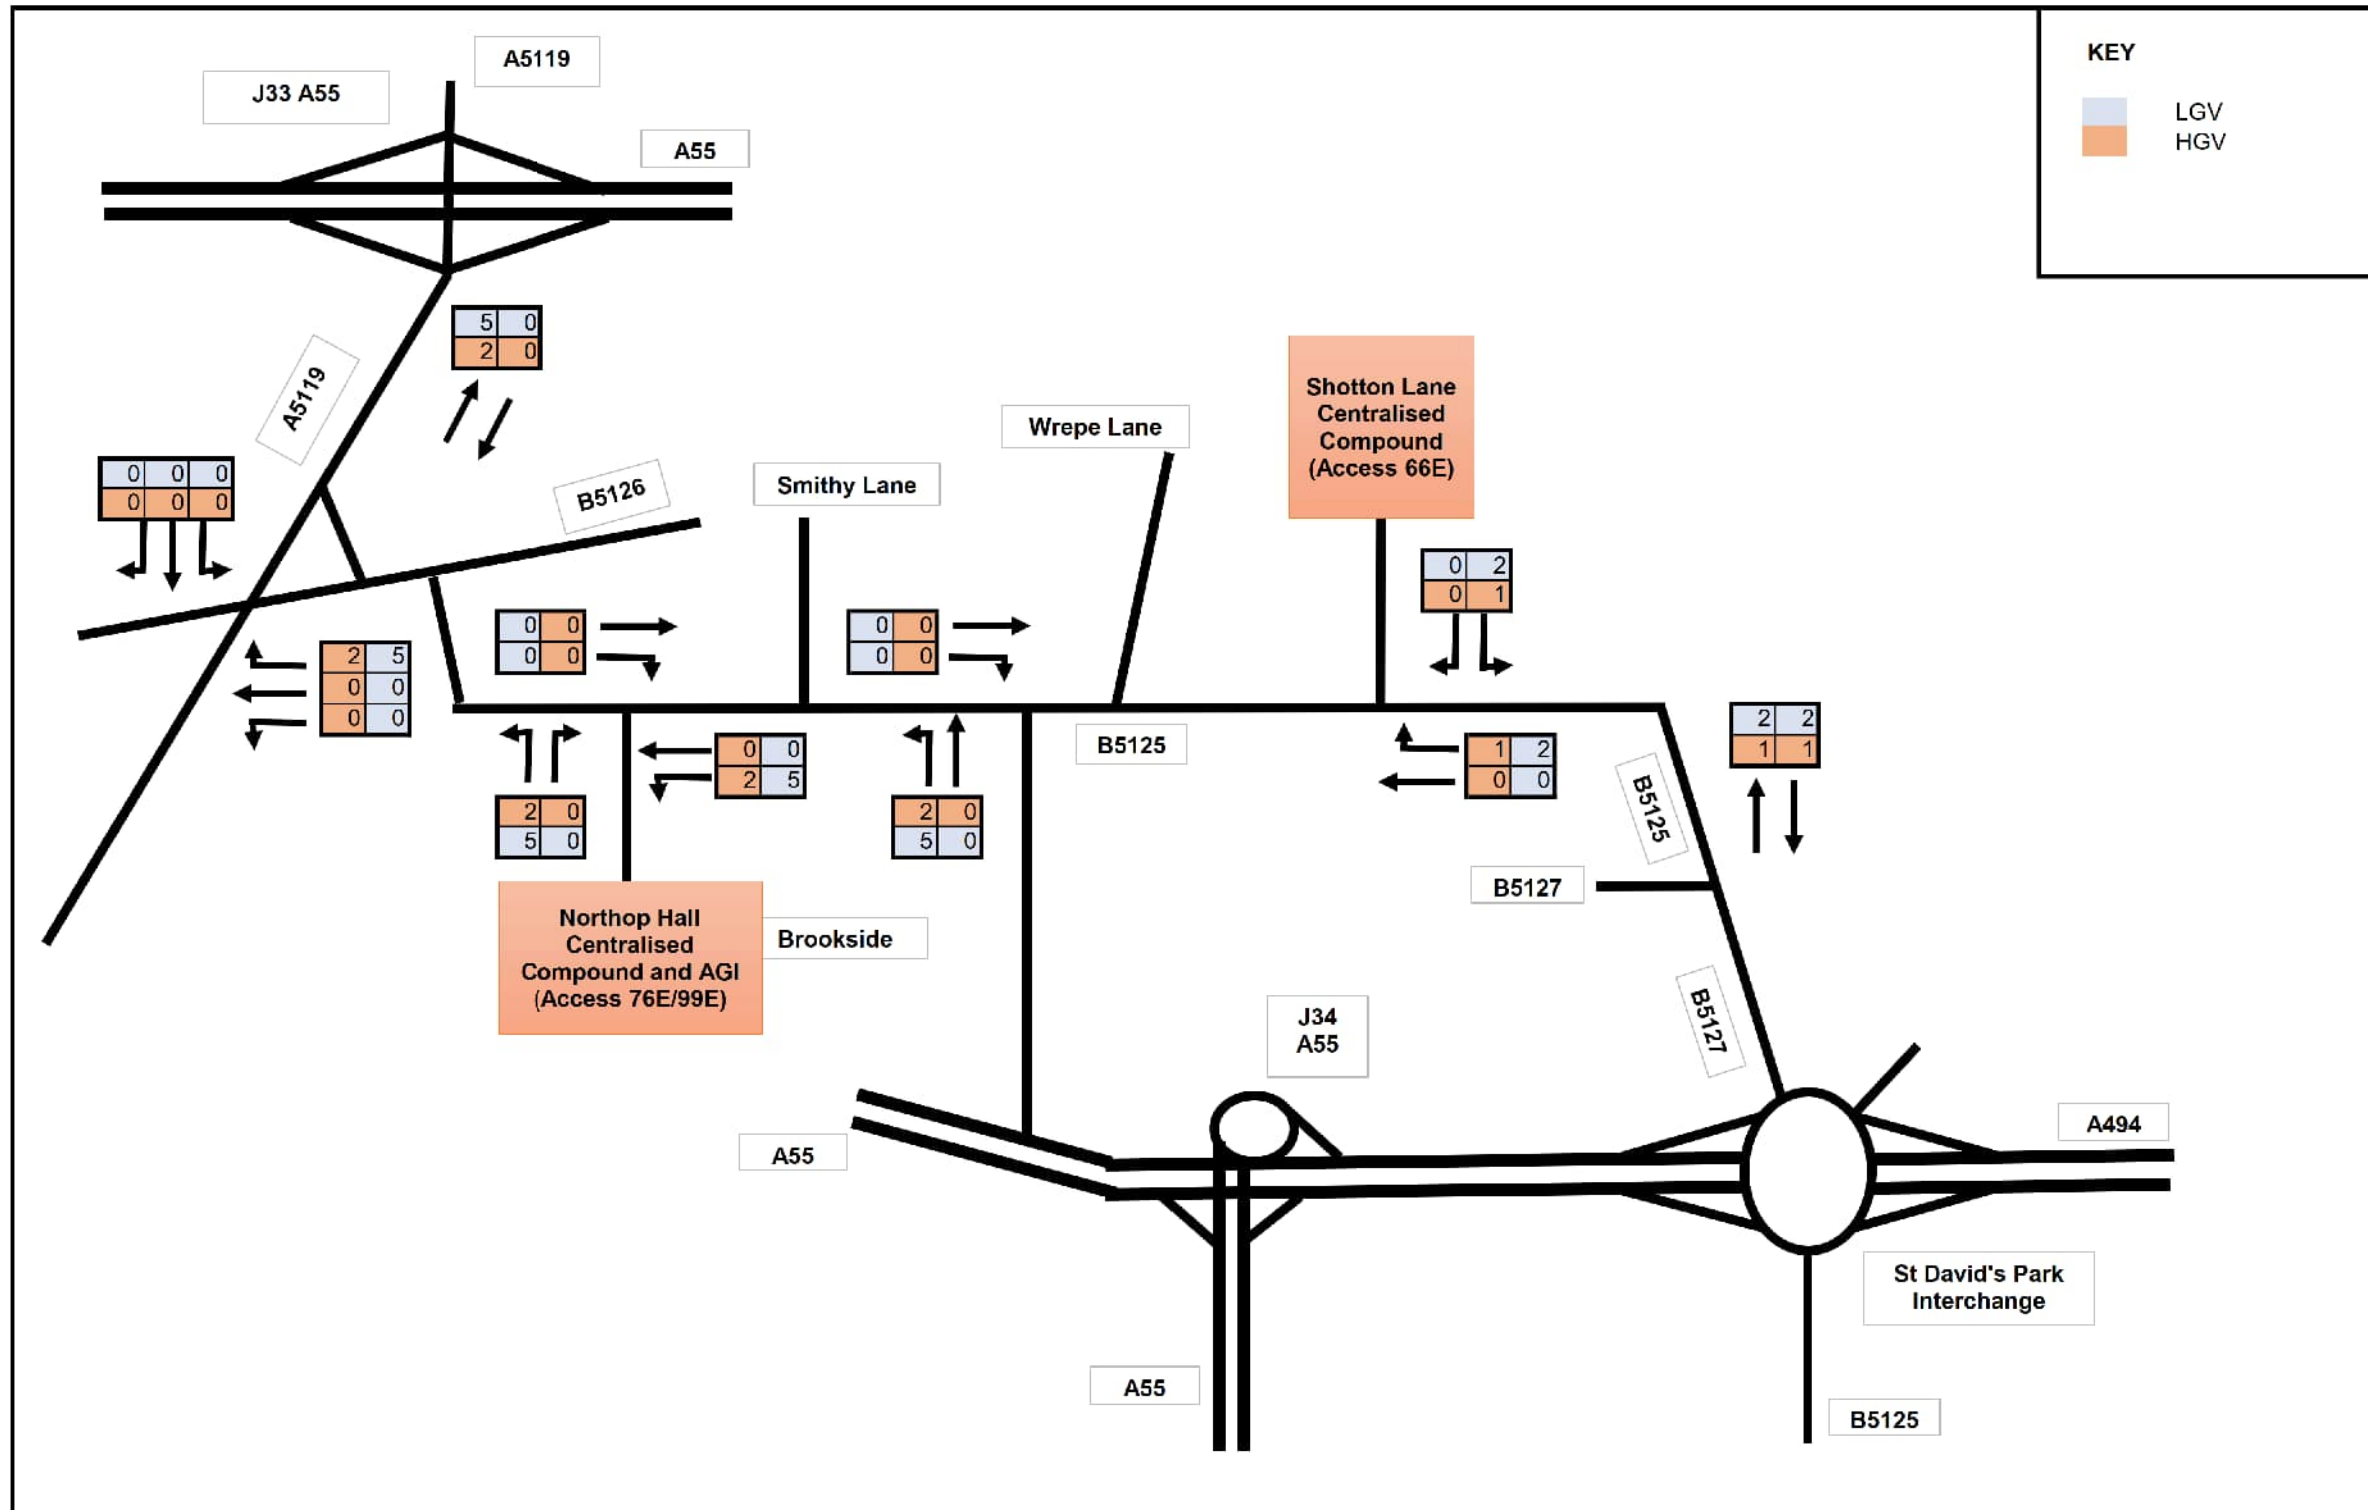 A5119
J33 A55
KEY
LGV
HGV
A55
5 0
2 0
A5119
Shotton Lane
Centralised
Compound
(Access 66E)
Wrepe Lane
0 0 0
0 0 0
B5126
Smithy Lane
0 2
0 1
0 0
0 0
0 0
0 0
2 5
0 0
0 0
2 2
1 1
0 0
2 5
B5125
1 2
0 0
B5125
2 0
5 0
2 0
5 0
B5127
Northop Hall
Centralised
Compound and AGI
(Access 76E/99E)
Brookside
B5127
J34
A55
A494
A55
St David's Park
Interchange
A55
B5125